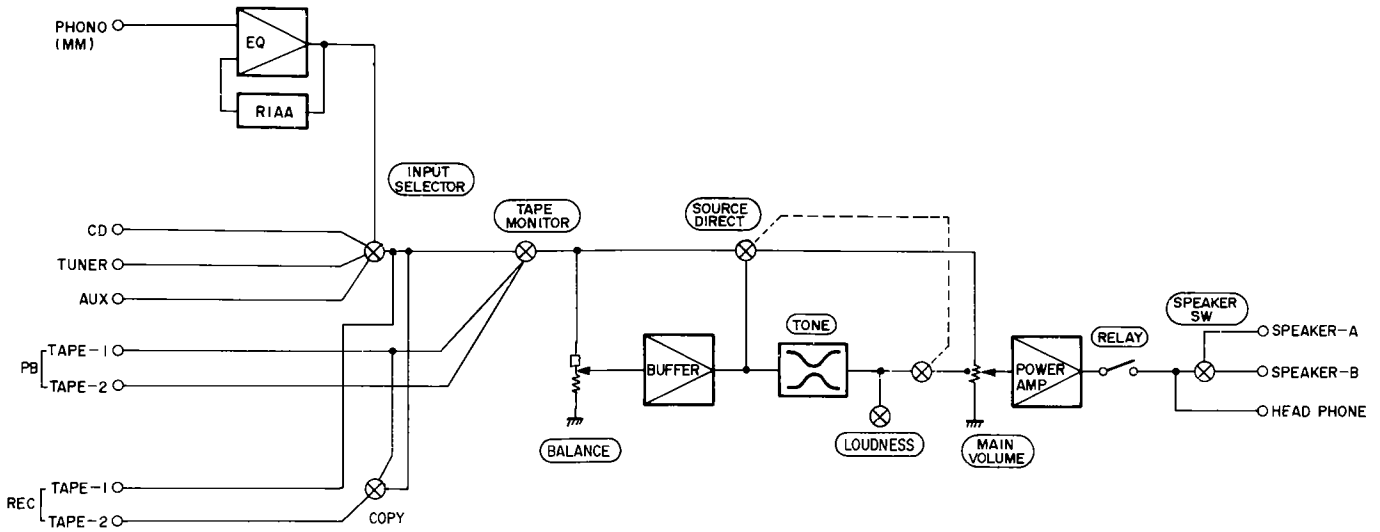 PHONO
(MM)
EQ
RIAA
INPUT
SELECTOR
TAPE
MONITOR
SOURCE
DIRECT
CD
TUNER
AUX
PB
TAPE-1
TAPE-2
BUFFER
TONE
BALANCE
LOUDNESS
MAIN
VOLUME
POWER
AMP
RELAY
SPEAKER
SW
SPEAKER-A
SPEAKER-B
HEAD PHONE
REC
TAPE-1
TAPE-2
COPY